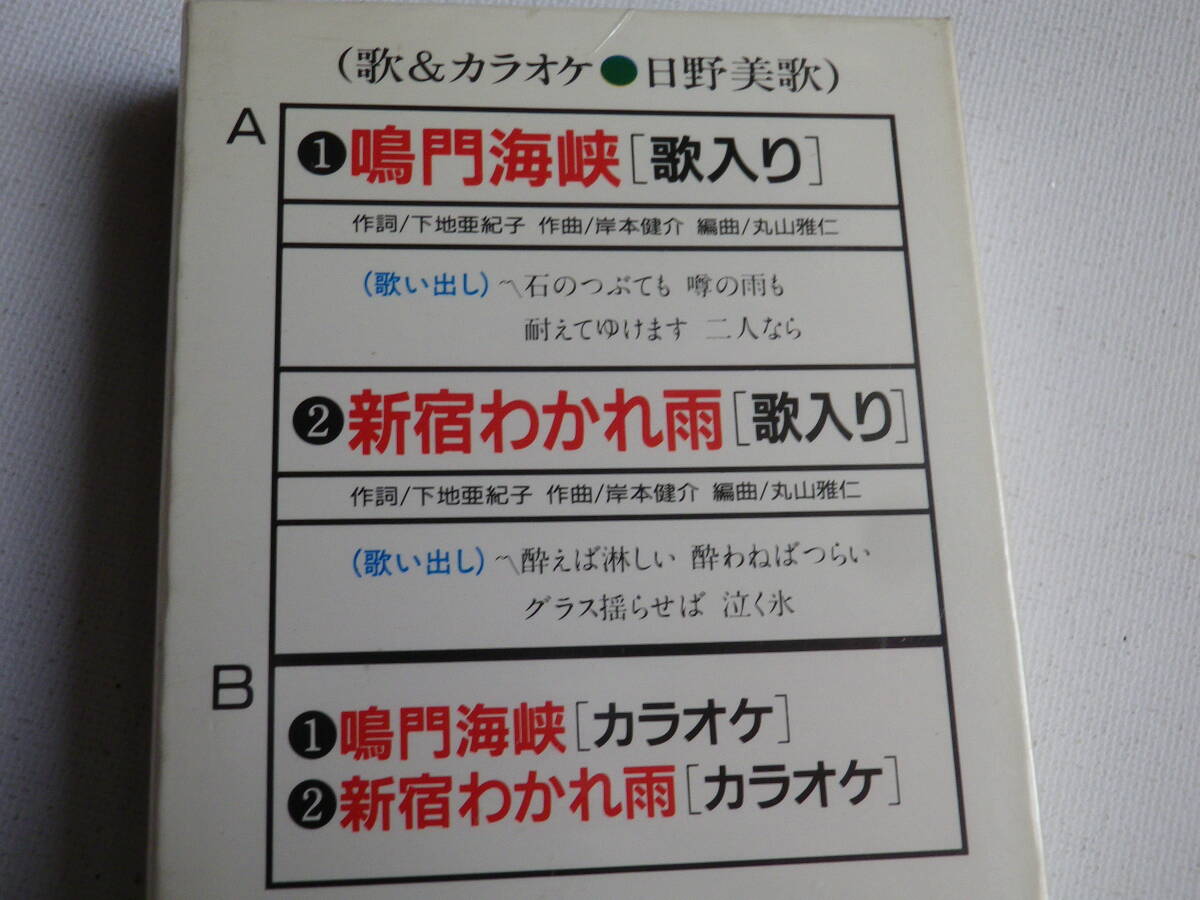 (歌&カラオケ●日野美歌)
A
❶鳴門海峡[歌入り]
作詞/下地亜紀子 作曲/岸本健介 編曲/丸山雅仁
(歌い出し)〽石のつぶても 噂の雨も
耐えてゆけます 二人なら
❷新宿わかれ雨[歌入り]
作詞/下地亜紀子 作曲/岸本健介 編曲/丸山雅仁
(歌い出し)〽酔えば淋しい 酔わねばつらい
グラス揺らせば 泣く氷
B
❶鳴門海峡[カラオケ]
❷新宿わかれ雨[カラオケ]